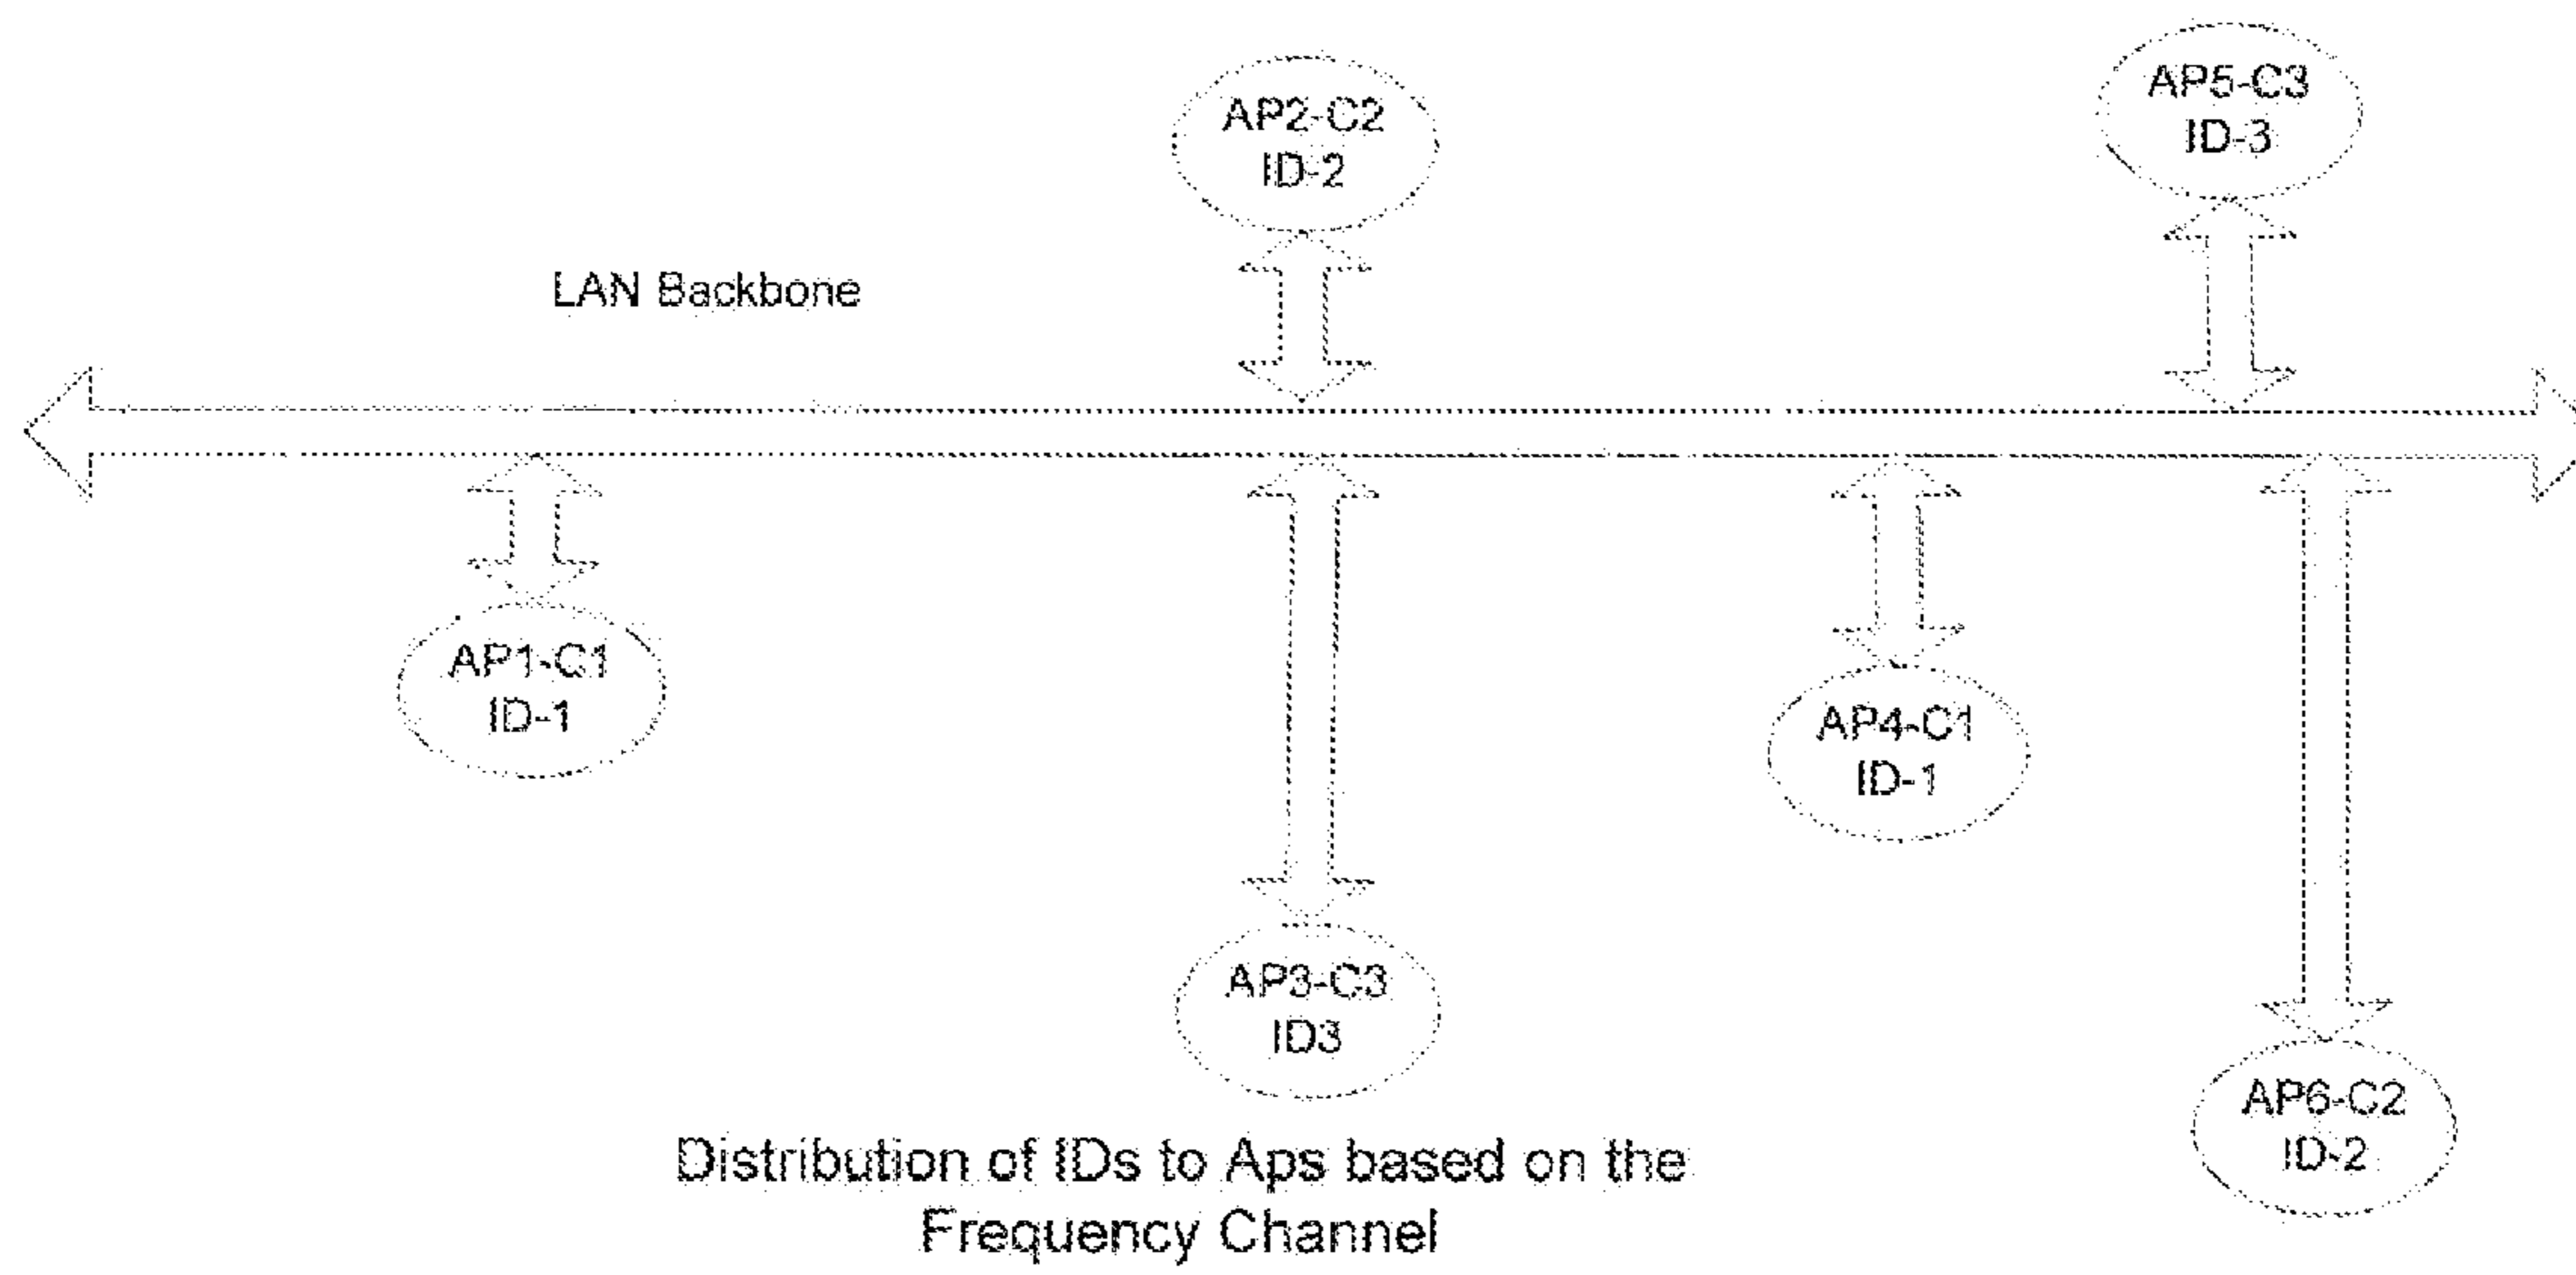 AP5-C3
ID-3
AP2-C2
ID-2
LAN Backbone
AP1-C1
ID-1
AP4-C1
ID-1
AP3-C3
ID3
AP6-C2
ID-2
Distribution of IDs to Aps based on the
Frequency Channel